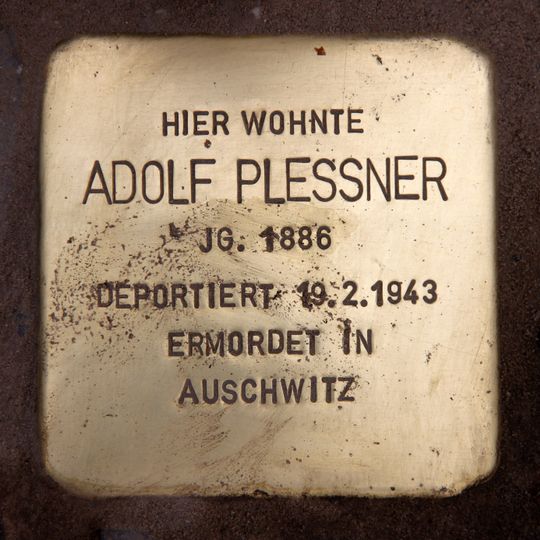 HIER WOHNTE
ADOLF PLESSNER
JG. 1886
DEPORTIERT 19.2.1943
ERMORDET IN
AUSCHWITZ